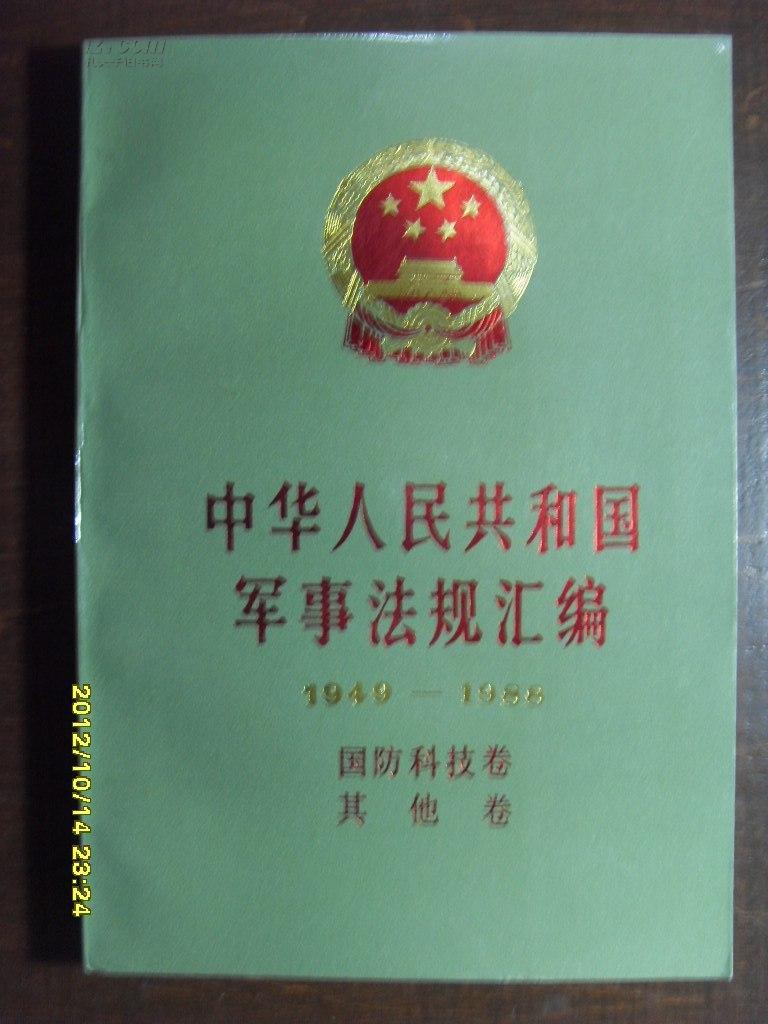 中华人民共和国
军事法规汇编
1949—1988
国防科技卷
其他卷
2012/10/14 23:24